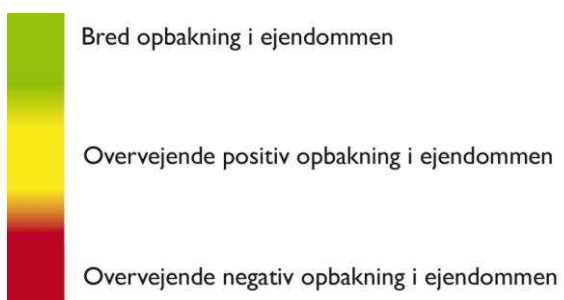 Bred opbakning i ejendommen
Overvejende positiv opbakning i ejendommen
Overvejende negativ opbakning i ejendommen